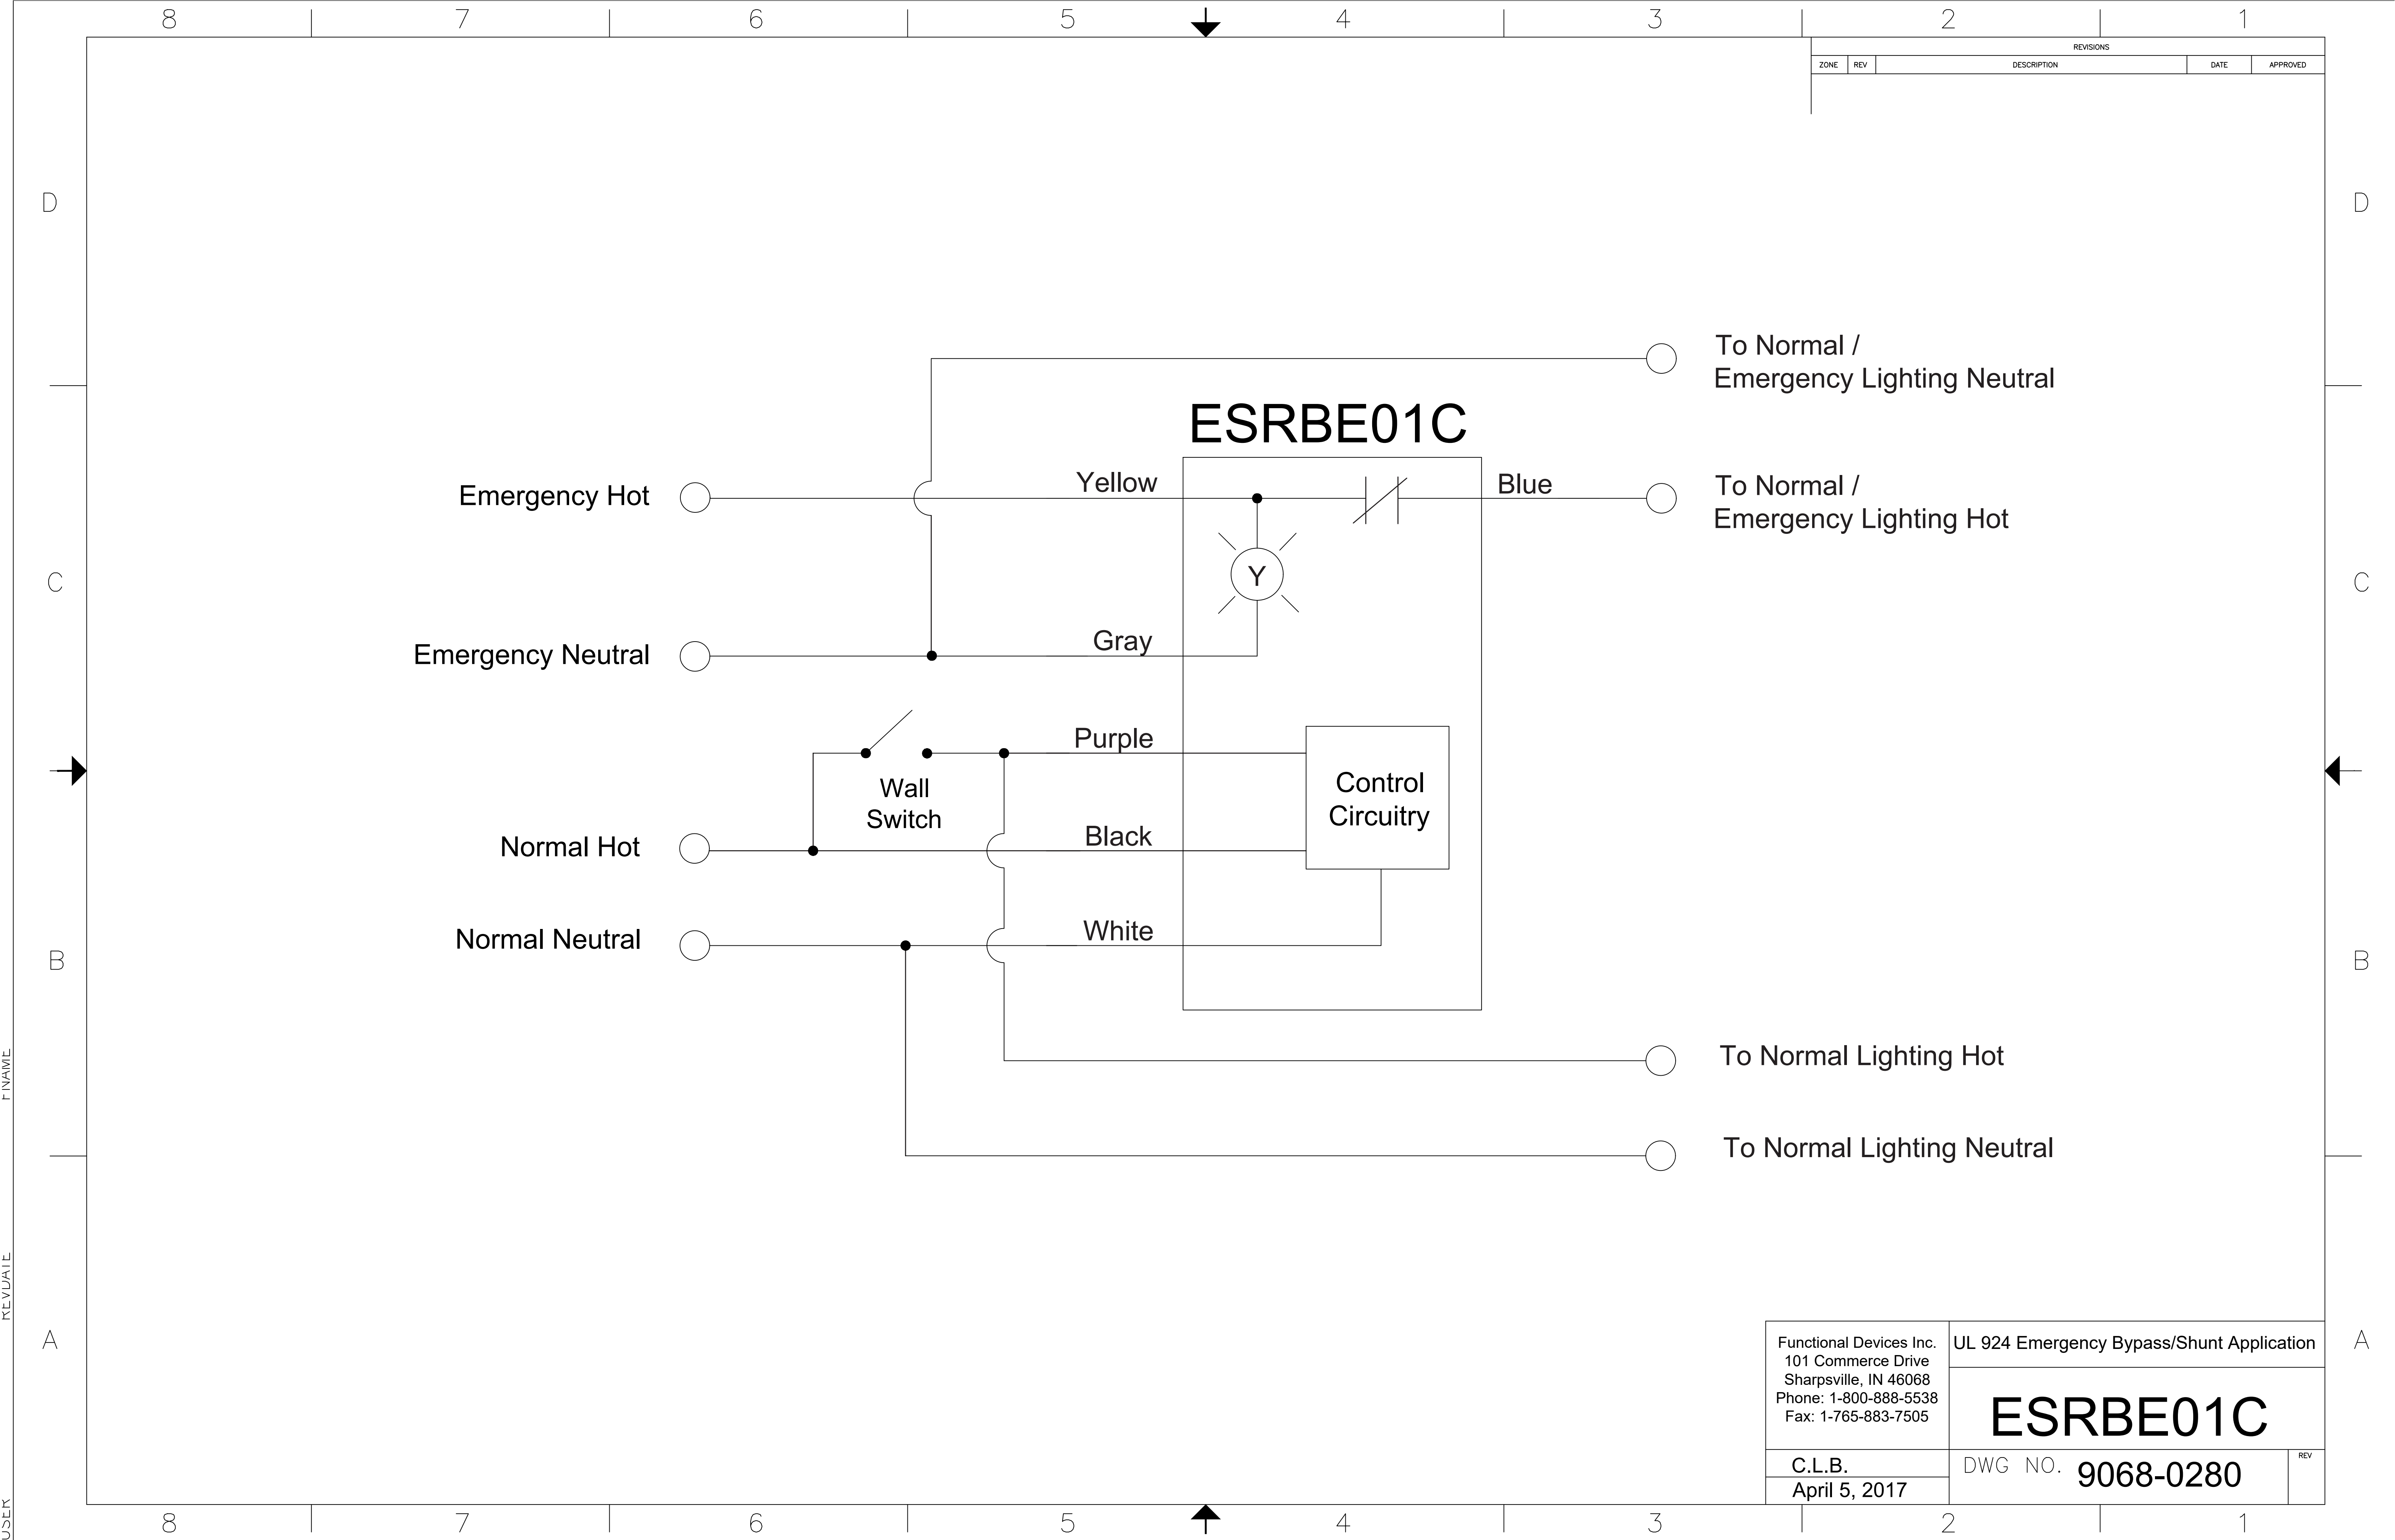 8 7 6 5 4 3 2 1
REVISIONS
ZONE REV DESCRIPTION DATE APPROVED
D D
To Normal /
Emergency Lighting Neutral
ESRBE01C
Emergency Hot
Yellow
Blue
To Normal /
Emergency Lighting Hot
Y
C C
Emergency Neutral
Gray
Purple
Wall
Switch
Control
Circuitry
Normal Hot
Black
Normal Neutral
White
B B
To Normal Lighting Hot
To Normal Lighting Neutral
FNAME
REVDATE
USER
A A
Functional Devices Inc.
101 Commerce Drive
Sharpsville, IN 46068
Phone: 1-800-888-5538
Fax: 1-765-883-7505
UL 924 Emergency Bypass/Shunt Application
ESRBE01C
C.L.B.
April 5, 2017
DWG NO. 9068-0280
REV
8 7 6 5 4 3 2 1